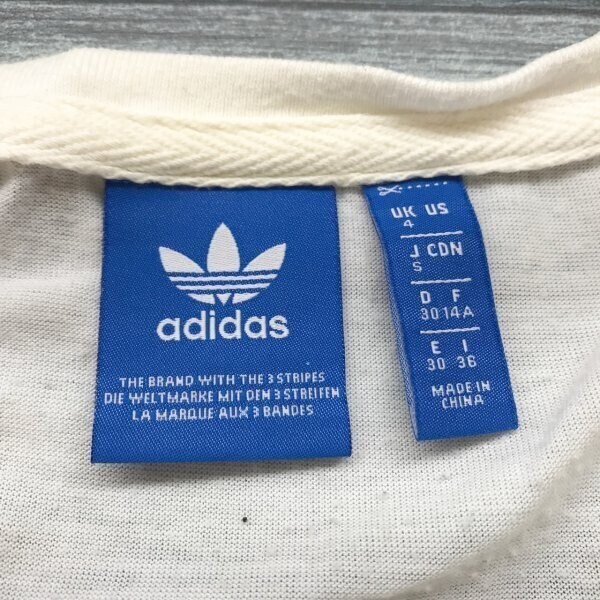 adidas
THE BRAND WITH THE 3 STRIPES
DIE WELTMARKE MIT DEN 3 STREIFEN
LA MARQUE AUX 3 BANDES
UK US
4
J CDN
S
D F
30 14A
E I
30 36
MADE IN
CHINA